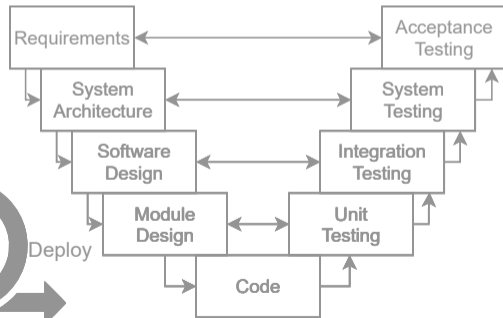 Requirements
Acceptance
Testing
System
Architecture
System
Testing
Software
Design
Integration
Testing
Module
Design
Unit
Testing
Deploy
Code